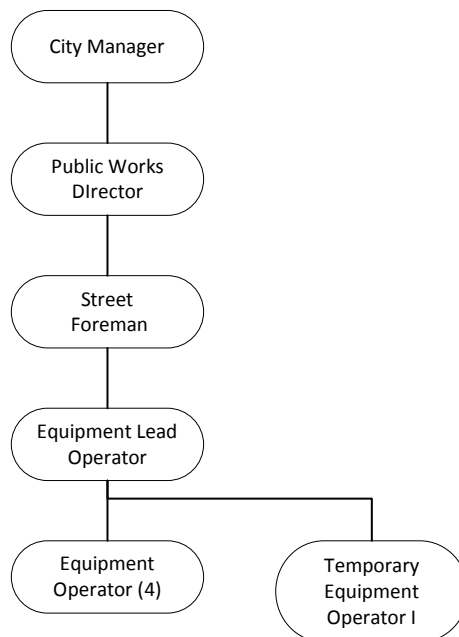 City Manager
Public Works
DIrector
Street
Foreman
Equipment Lead
Operator
Equipment
Operator (4)
Temporary
Equipment
Operator I